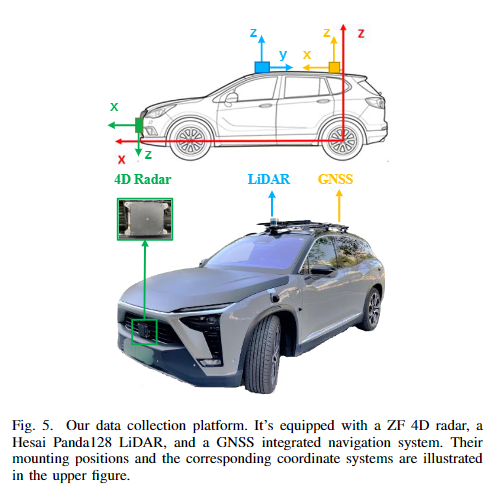 z
z
z
y
x
x
x
z
4D Radar
LiDAR
GNSS
Fig. 5. Our data collection platform. It's equipped with a ZF 4D radar, a
Hesai Panda128 LiDAR, and a GNSS integrated navigation system. Their
mounting positions and the corresponding coordinate systems are illustrated
in the upper figure.